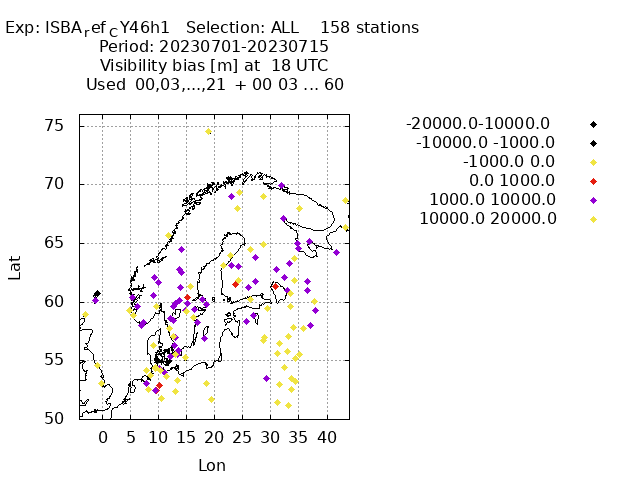 Exp: ISBAref CY46h1 Selection: ALL 158 stations
Period: 20230701-20230715
Visibility bias [m] at 18 UTC
Used 00,03,...,21 + 00 03 ... 60
-20000.0-10000.0
-10000.0 -1000.0
-1000.0 0.0
0.0 1000.0
1000.0 10000.0
10000.0 20000.0
75
70
65
60
55
50
Lat
0 5 10 15 20 25 30 35 40
Lon